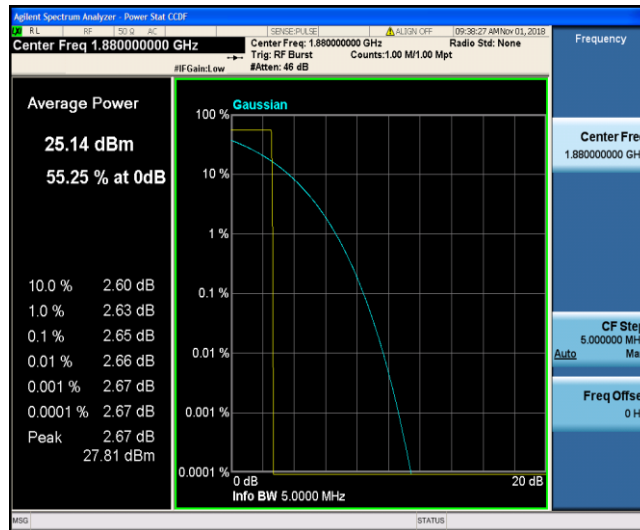 Agilent Spectrum Analyzer - Power Stat CCDF
RL RF 50 Ω AC SENSE:PULSE ALIGN OFF 09:38:27 AM Nov 01, 2018
Center Freq 1.880000000 GHz
Center Freq: 1.880000000 GHz Radio Std: None
Trig: RF Burst Counts:1.00 M/1.00 Mpt
#IFGain:Low #Atten: 46 dB
Frequency
Average Power
25.14 dBm
55.25 % at 0dB
10.0 % 2.60 dB
1.0 % 2.63 dB
0.1 % 2.65 dB
0.01 % 2.66 dB
0.001 % 2.67 dB
0.0001 % 2.67 dB
Peak 2.67 dB
27.81 dBm
Gaussian
100 %
10 %
1 %
0.1 %
0.01 %
0.001 %
0.0001 %
0 dB 20 dB
Info BW 5.0000 MHz
Center Fre
1.880000000 GH
CF Step
5.000000 MH
Auto Ma
Freq Offse
0 H
MSG STATUS